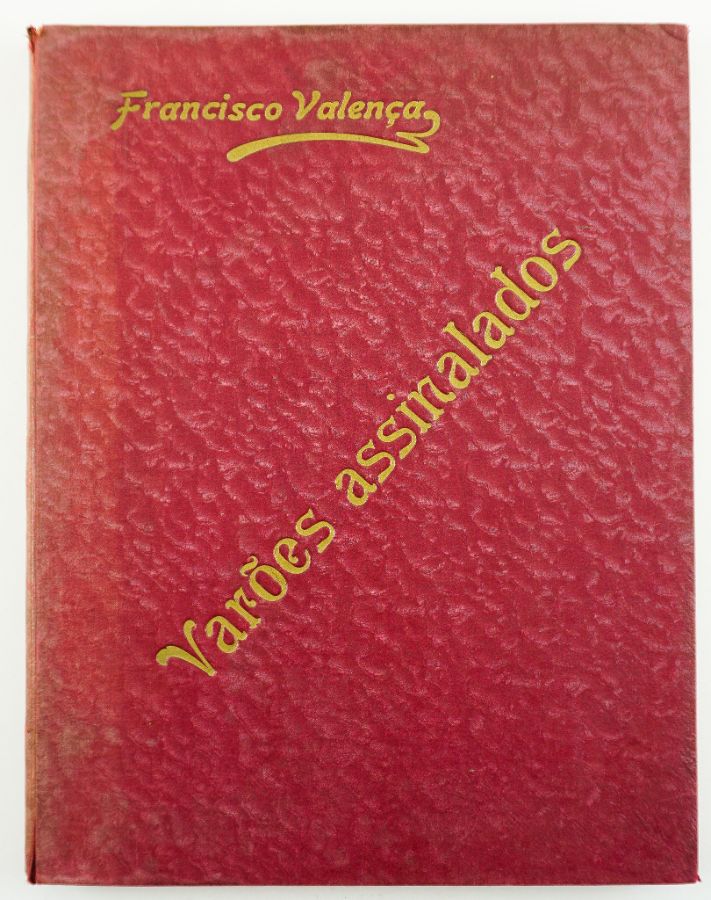 Francisco Valença
Varões assinalados